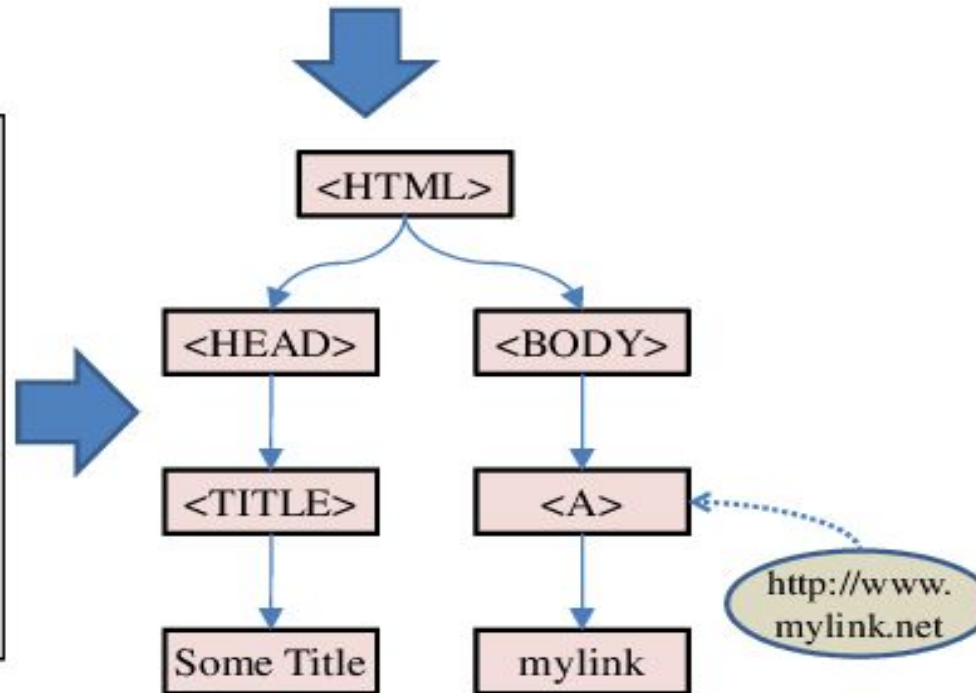 <HTML>
<HEAD>
<BODY>
<TITLE>
<A>
http://www.
mylink.net
Some Title
mylink